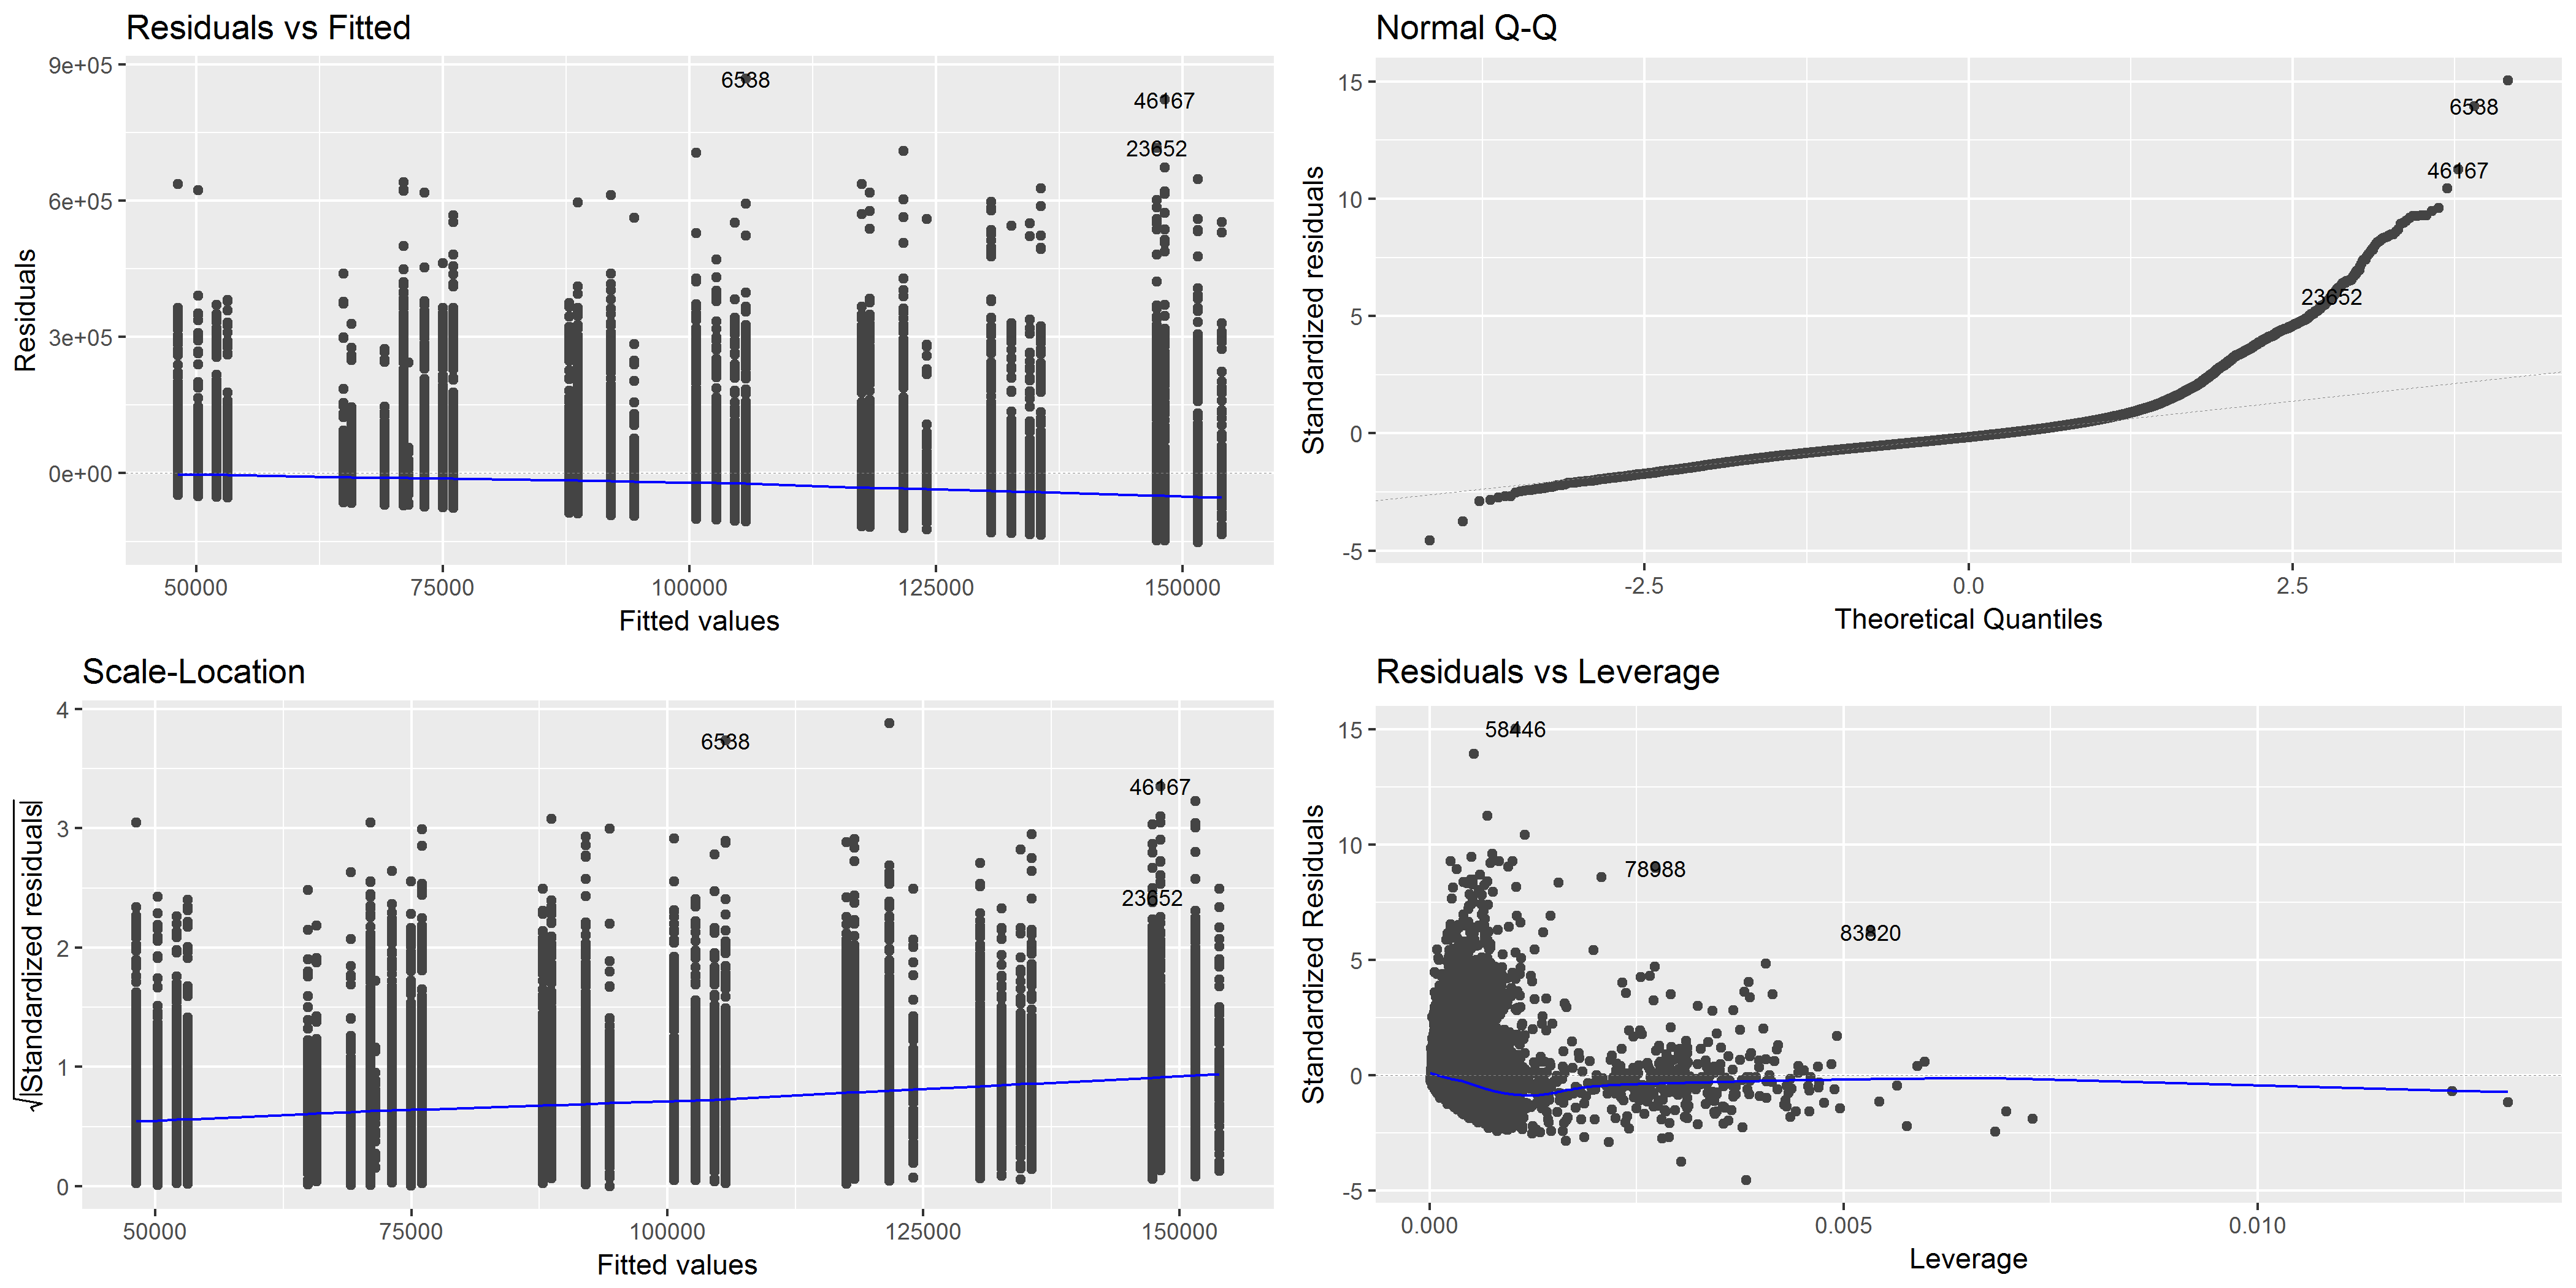 Residuals vs Fitted
Residuals
9e+05
6e+05
3e+05
0e+00
6588
46167
23652
50000 75000 100000 125000 150000
Fitted values
Normal Q-Q
Standardized residuals
15
10
5
0
-5
6588
46167
23652
-2.5 0.0 2.5
Theoretical Quantiles
Scale-Location
√|Standardized residuals|
4
3
2
1
0
6588
46167
23652
50000 75000 100000 125000 150000
Fitted values
Residuals vs Leverage
Standardized Residuals
15
10
5
0
-5
58446
78988
83820
0.000 0.005 0.010
Leverage